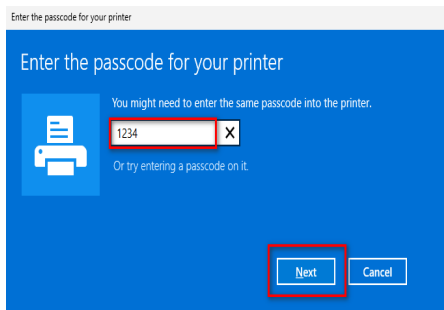 Enter the passcode for your printer
Enter the passcode for your printer
You might need to enter the same passcode into the printer.
1234 X
Or try entering a passcode on it.
Next Cancel